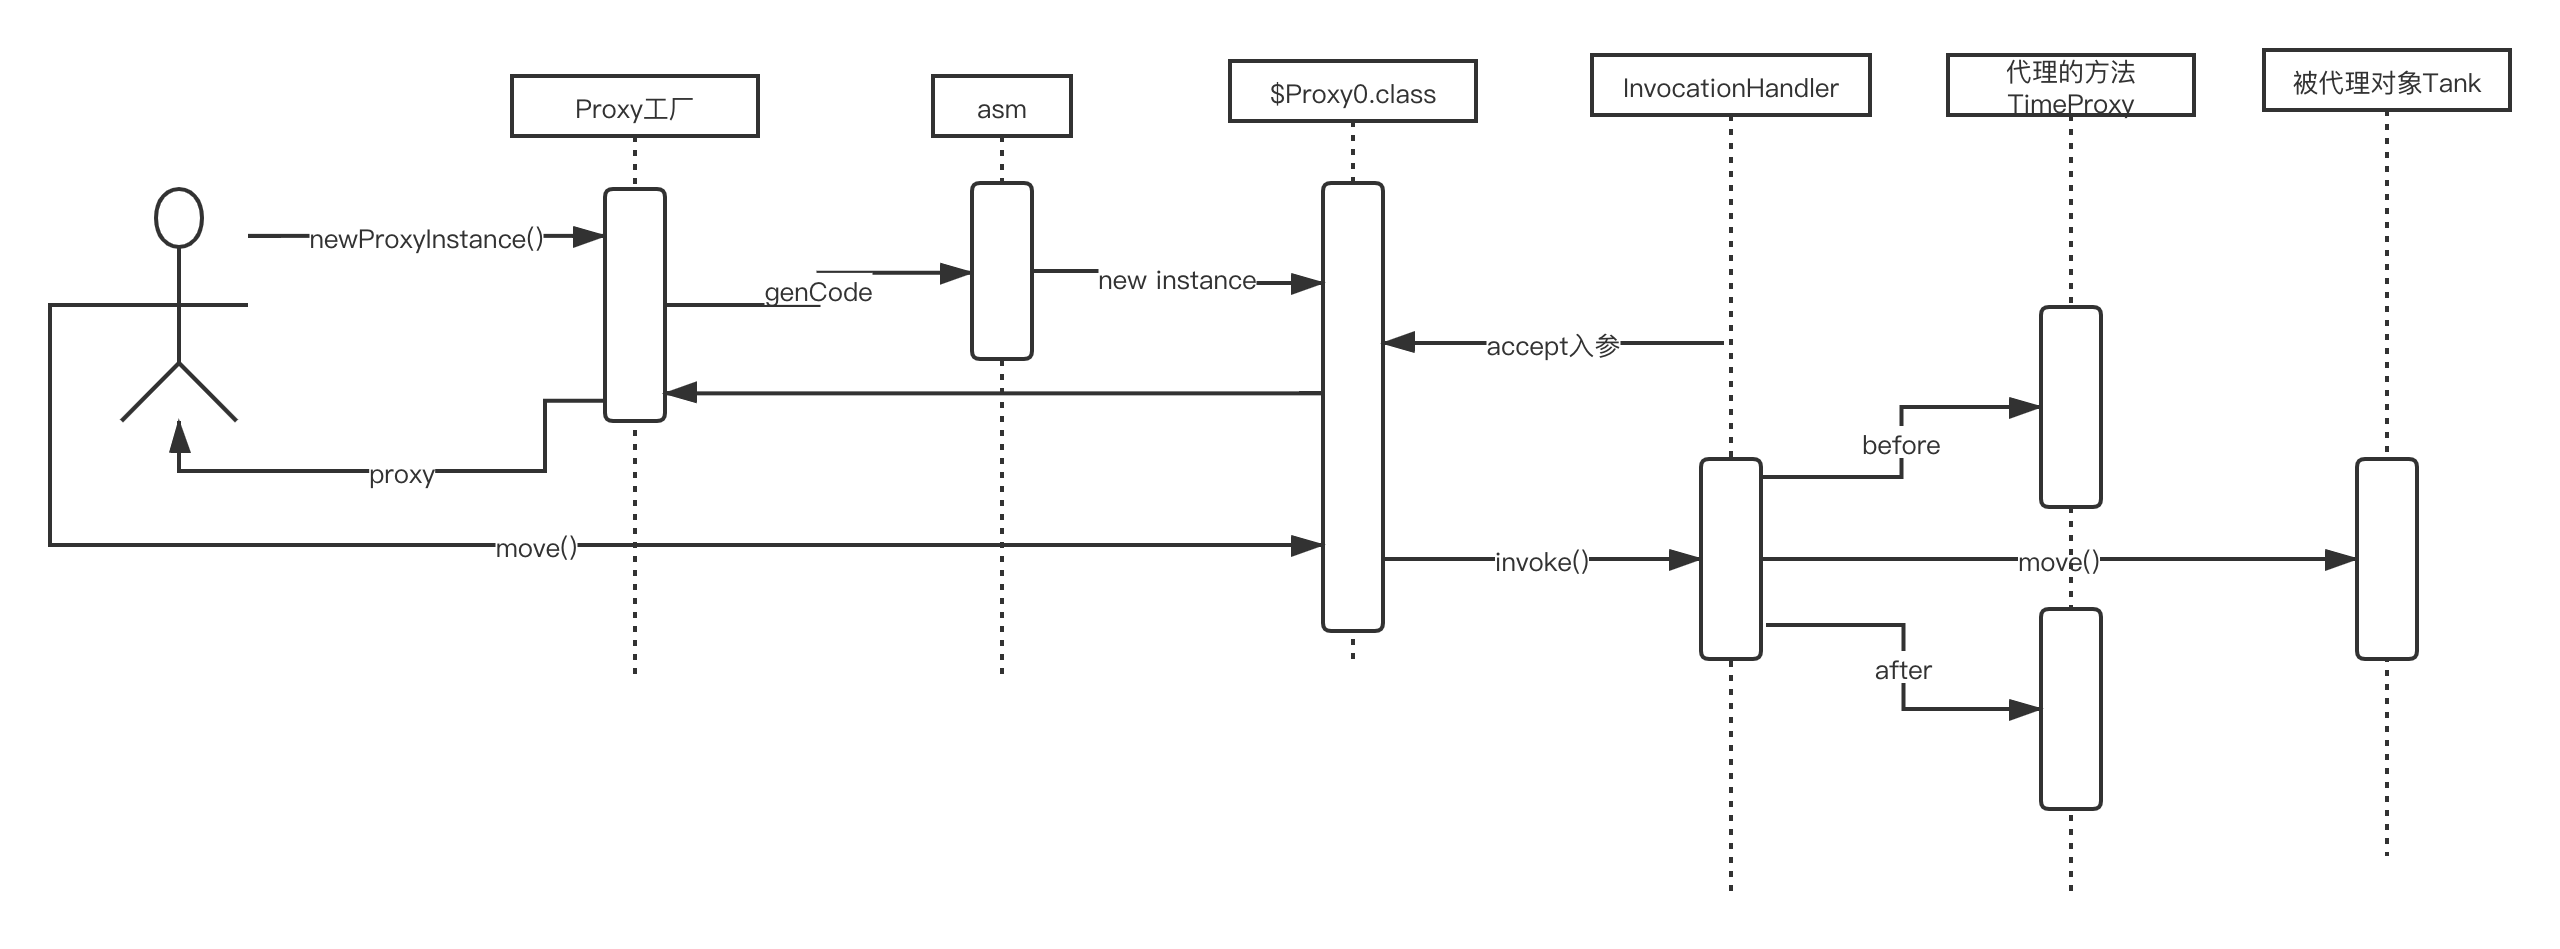 Proxy工厂
asm
$Proxy0.class
InvocationHandler
代理的方法
TimeProxy
被代理对象Tank
newProxyInstance()
genCode
new instance
accept入参
before
proxy
move()
invoke()
move()
after